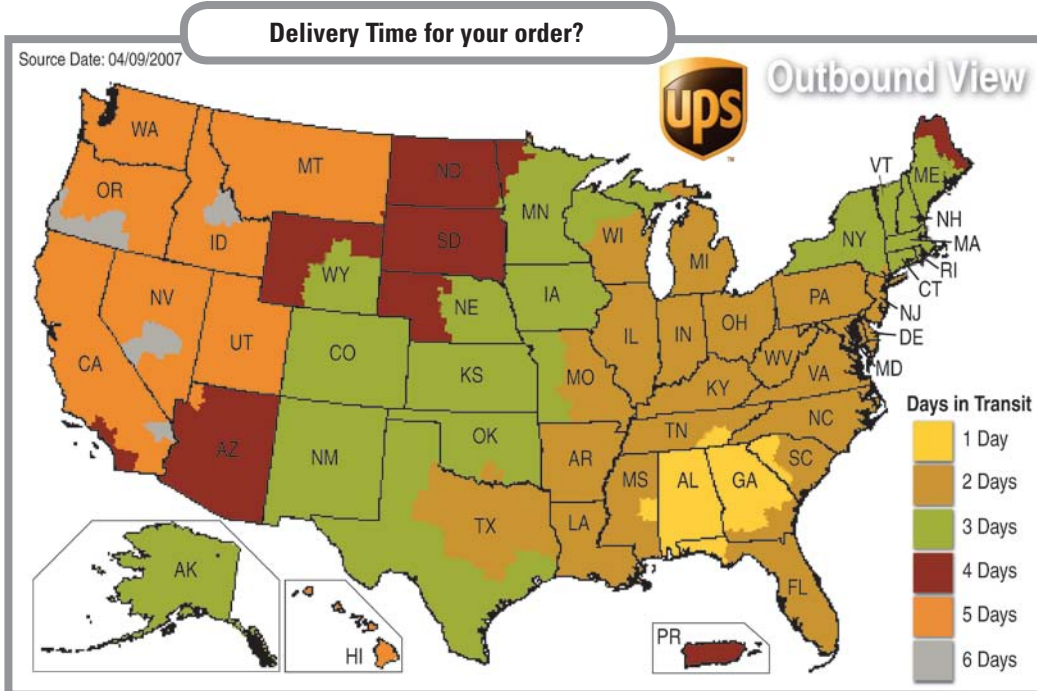 Delivery Time for your order?
Source Date: 04/09/2007
ups
Outbound View
WA
MT
ND
VT
ME
OR
MN
NH
ID
SD
WI
NY
MA
WY
MI
RI
CT
NV
NE
IA
PA
NJ
UT
IL
IN
OH
DE
CA
CO
WV
MD
KS
MO
VA
KY
Days in Transit
NC
1 Day
TN
OK
AZ
NM
AR
SC
2 Days
MS
AL
GA
TX
LA
3 Days
AK
4 Days
FL
5 Days
PR
HI
6 Days